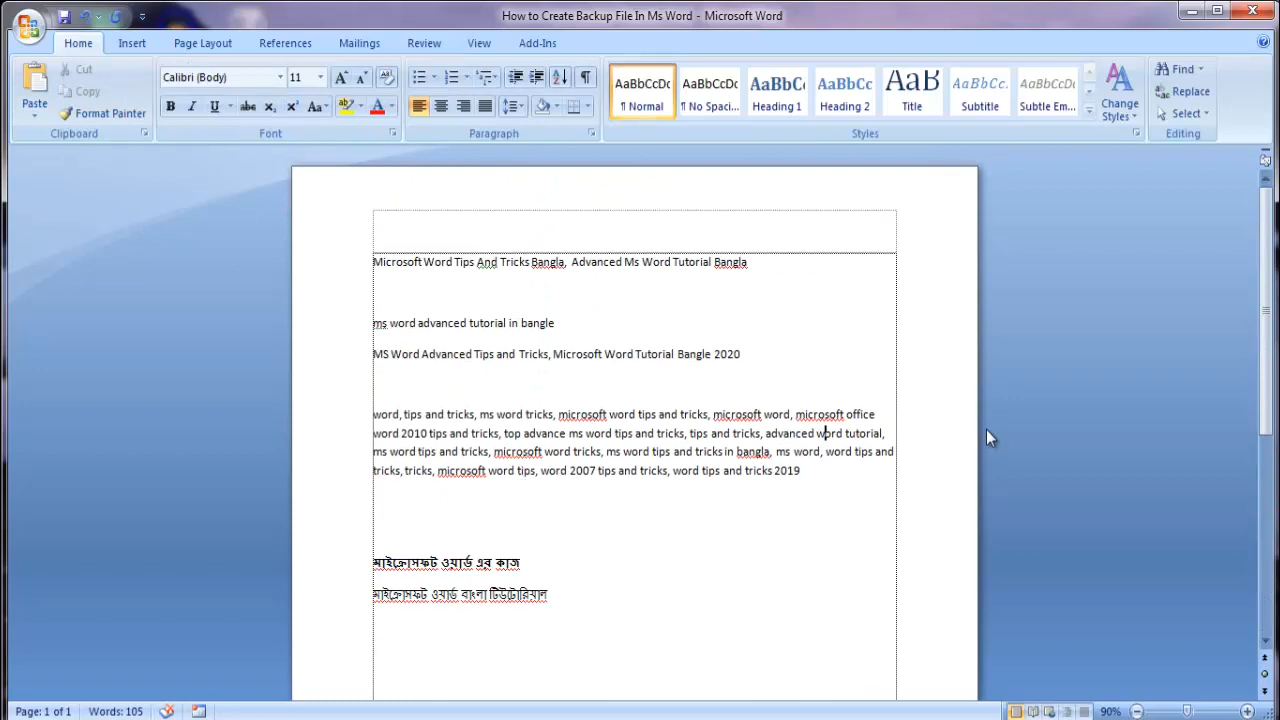 How to Create Backup File In Ms Word - Microsoft Word
Home Insert Page Layout References Mailings Review View Add-Ins
Paste
Cut
Copy
Format Painter
Clipboard
Calibri (Body) 11
B I U abc X₂ X² Aa
Font
Paragraph
AaBbCcDc AaBbCcDc AaBbC AaBbCc AaB AaBbCc. AaBbCcDc
¶ Normal ¶ No Spaci... Heading 1 Heading 2 Title Subtitle Subtle Em...
Change Styles
Styles
Find
Replace
Select
Editing
Microsoft Word Tips And Tricks Bangla, Advanced Ms Word Tutorial Bangla
ms word advanced tutorial in bangle
MS Word Advanced Tips and Tricks, Microsoft Word Tutorial Bangle 2020
word, tips and tricks, ms word tricks, microsoft word tips and tricks, microsoft word, microsoft office
word 2010 tips and tricks, top advance ms word tips and tricks, tips and tricks, advanced word tutorial,
ms word tips and tricks, microsoft word tricks, ms word tips and tricks in bangla, ms word, word tips and
tricks, tricks, microsoft word tips, word 2007 tips and tricks, word tips and tricks 2019
মাইক্রোসফট ওয়ার্ড এর কাজ
মাইক্রোসফট ওয়ার্ড বাংলা টিউটোরিয়াল
Page: 1 of 1 Words: 105 90%